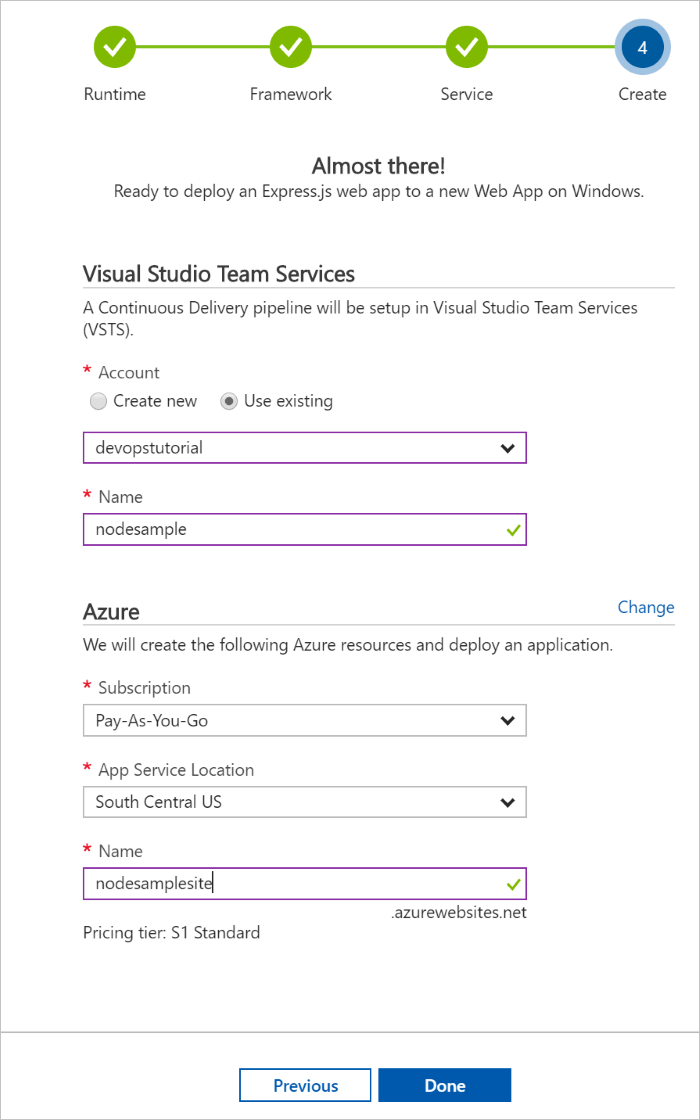 4
Runtime Framework Service Create
Almost there!
Ready to deploy an Express.js web app to a new Web App on Windows.
Visual Studio Team Services
A Continuous Delivery pipeline will be setup in Visual Studio Team Services
(VSTS).
* Account
Create new Use existing
devopstutorial
* Name
nodesample
Azure Change
We will create the following Azure resources and deploy an application.
* Subscription
Pay-As-You-Go
* App Service Location
South Central US
* Name
nodesamplesite
.azurewebsites.net
Pricing tier: S1 Standard
Previous Done